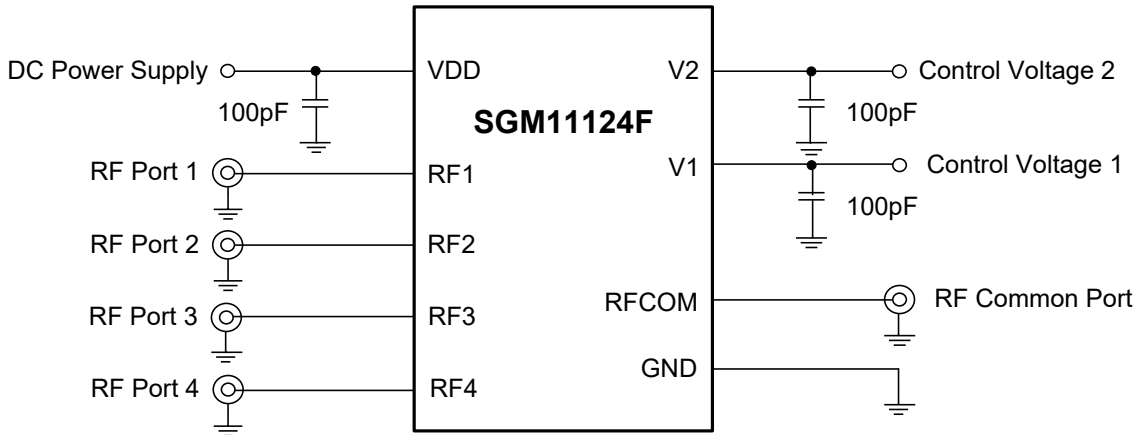 DC Power Supply
100pF
RF Port 1
RF Port 2
RF Port 3
RF Port 4
VDD
SGM11124F
RF1
RF2
RF3
RF4
V2
V1
RFCOM
GND
Control Voltage 2
100pF
Control Voltage 1
100pF
RF Common Port